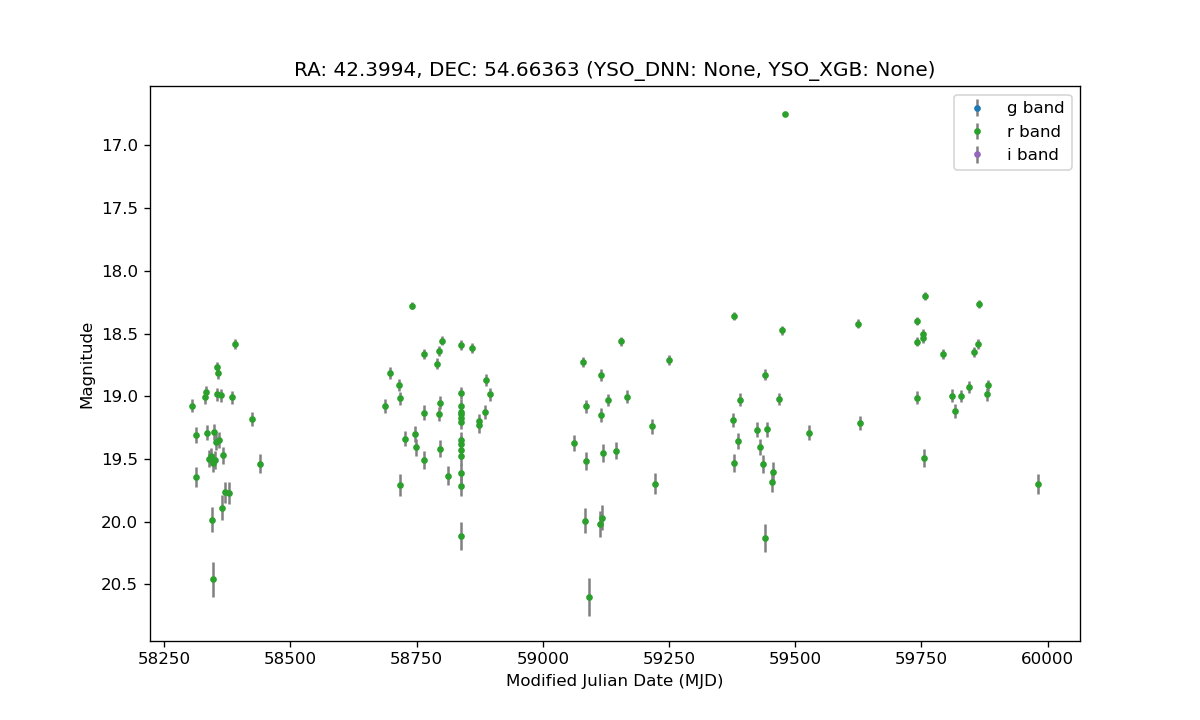 RA: 42.3994, DEC: 54.66363 (YSO_DNN: None, YSO_XGB: None)
g band
r band
i band
17.0
17.5
18.0
18.5
19.0
19.5
20.0
20.5
Magnitude
58250 58500 58750 59000 59250 59500 59750 60000
Modified Julian Date (MJD)